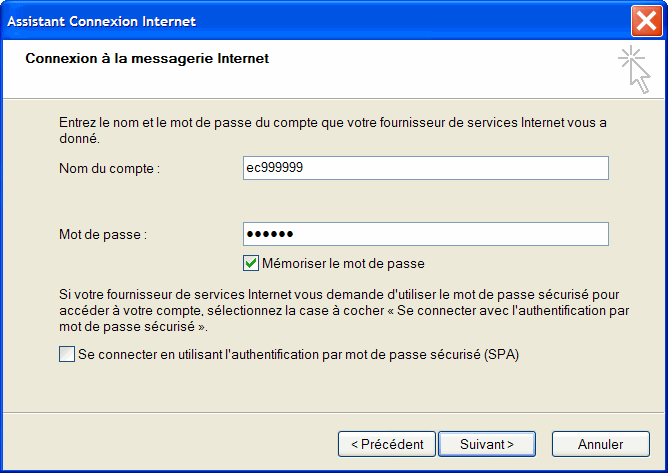 Assistant Connexion Internet
Connexion à la messagerie Internet
Entrez le nom et le mot de passe du compte que votre fournisseur de services Internet vous a
donné.
Nom du compte : ec999999
Mot de passe : ••••••
Mémoriser le mot de passe
Si votre fournisseur de services Internet vous demande d'utiliser le mot de passe sécurisé pour
accéder à votre compte, sélectionnez la case à cocher « Se connecter avec l'authentification par
mot de passe sécurisé ».
Se connecter en utilisant l'authentification par mot de passe sécurisé (SPA)
< Précédent Suivant > Annuler